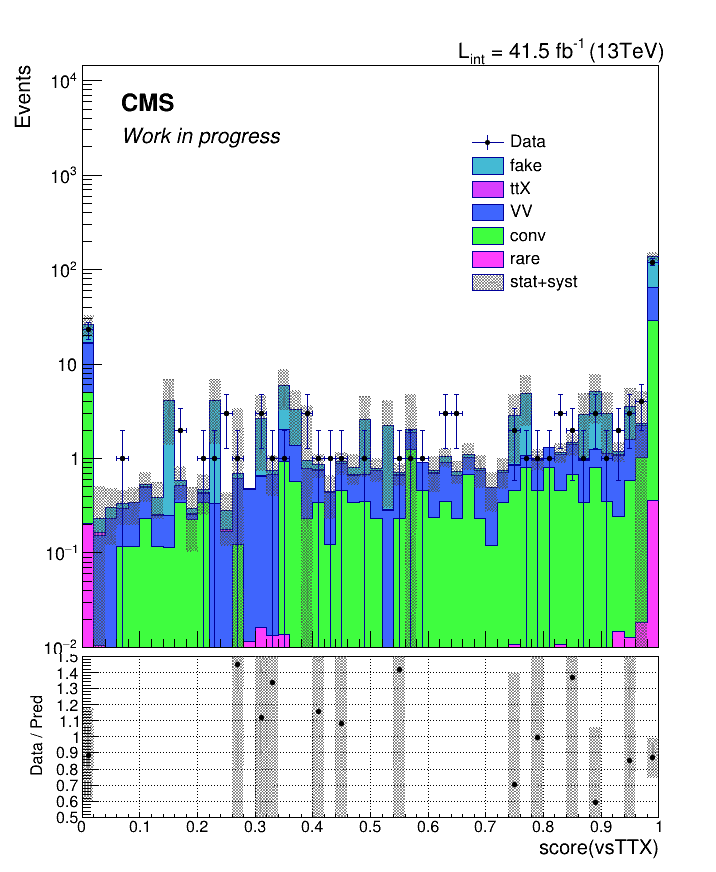 L_int = 41.5 fb^-1 (13TeV)
Events
CMS
Work in progress
Data
fake
ttX
VV
conv
rare
stat+syst
10^4
10^3
10^2
10
1
10^-1
10^-2
Data / Pred
1.5
1.4
1.3
1.2
1.1
1
0.9
0.8
0.7
0.6
0.5
0 0.1 0.2 0.3 0.4 0.5 0.6 0.7 0.8 0.9 1
score(vsTTX)